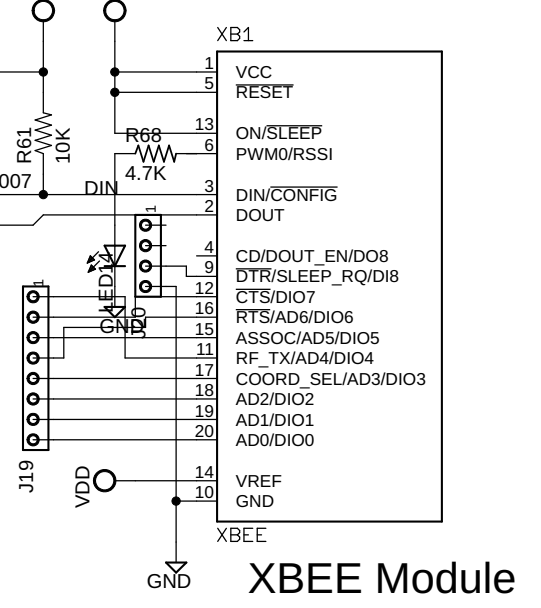 XB1
1 VCC
5 RESET
13 ON/SLEEP
R68
6 PWM0/RSSI
R61
10K
4.7K
007
DIN
3 DIN/CONFIG
2 DOUT
1
4 CD/DOUT_EN/DO8
9 DTR/SLEEP_RQ/DI8
LED14
1
12 CTS/DIO7
16 RTS/AD6/DIO6
GND
15 ASSOC/AD5/DIO5
11 RF_TX/AD4/DIO4
17 COORD_SEL/AD3/DIO3
18 AD2/DIO2
19 AD1/DIO1
20 AD0/DIO0
J19
VDD
14 VREF
10 GND
XBEE
GND
XBEE Module